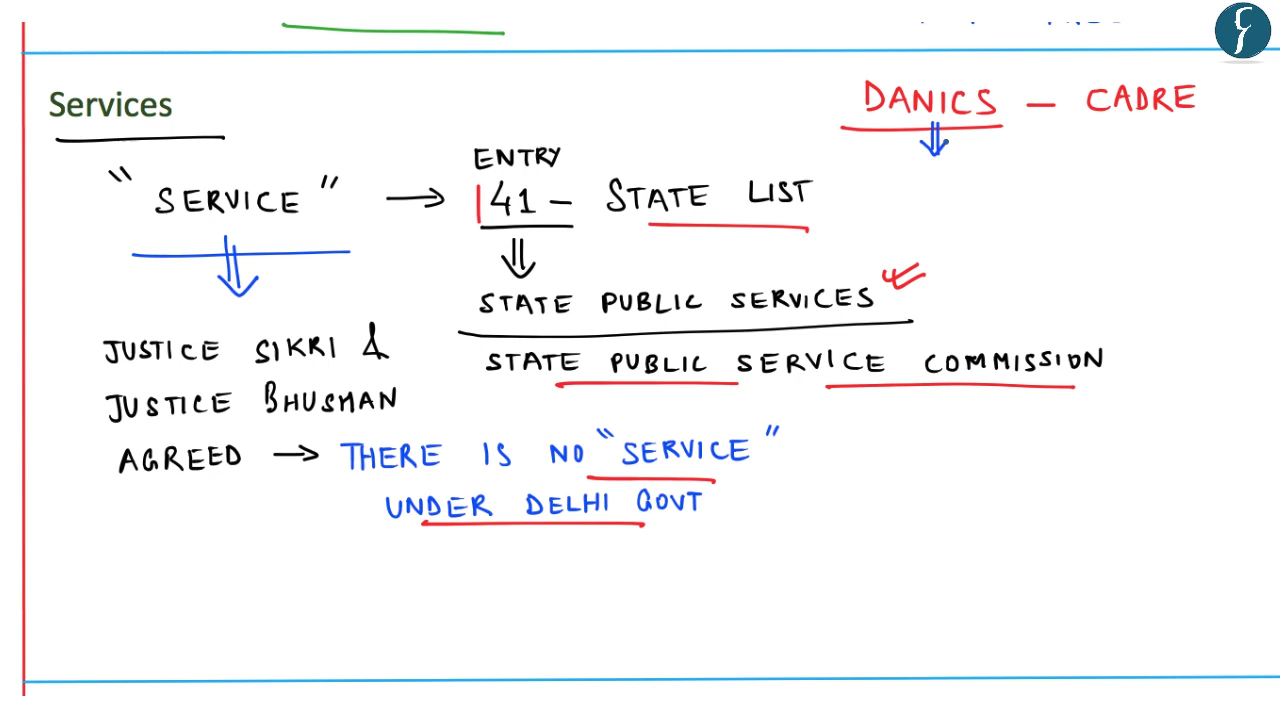 Services
DANICS – CADRE
"SERVICE" → ENTRY
41 – STATE LIST
STATE PUBLIC SERVICES
STATE PUBLIC SERVICE COMMISSION
JUSTICE SIKRI &
JUSTICE BHUSHAN
AGREED → THERE IS NO "SERVICE"
UNDER DELHI GOVT